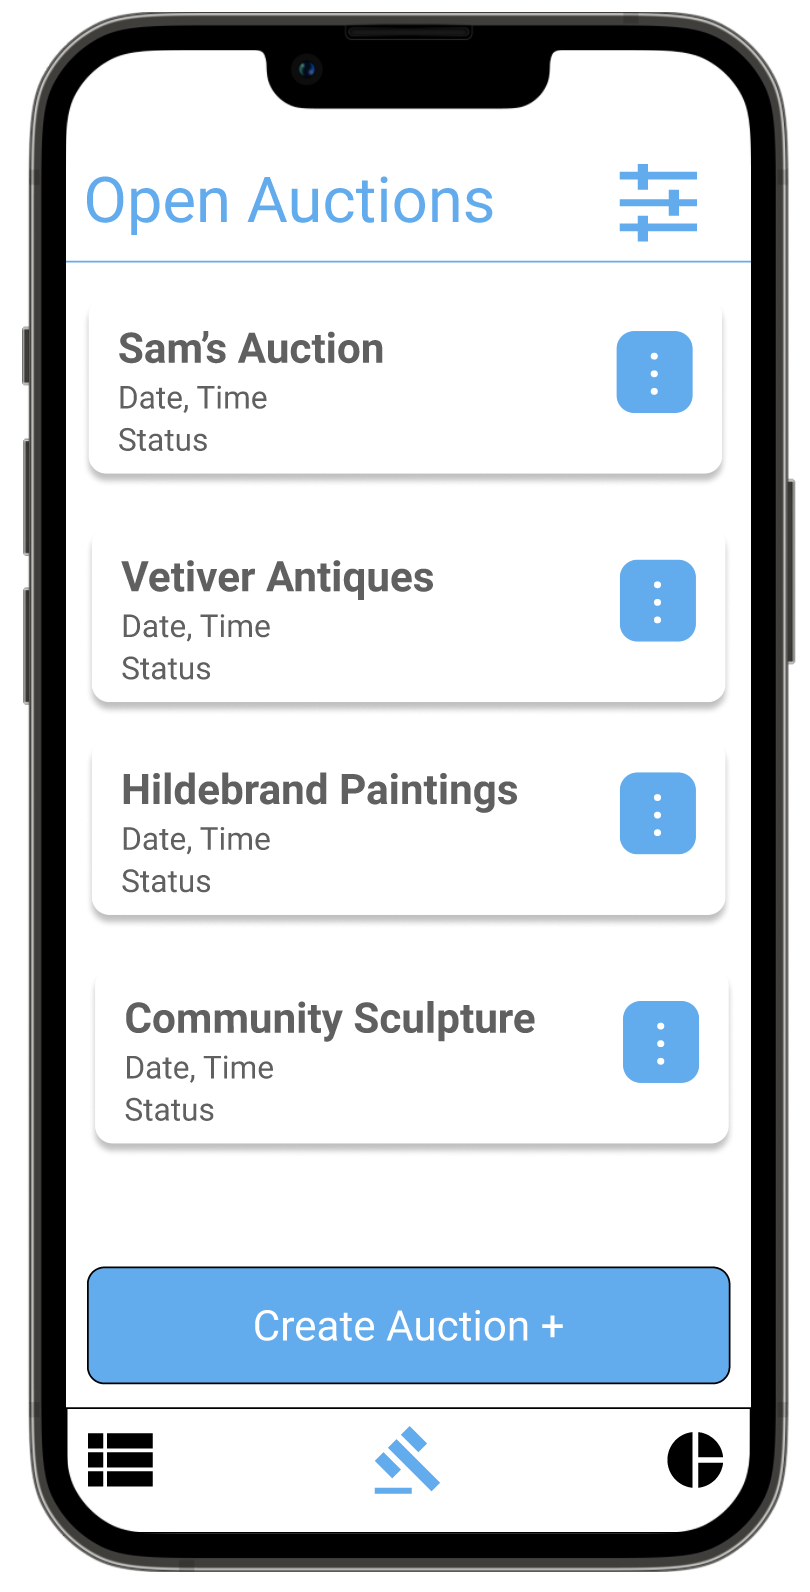 Open Auctions
Sam’s Auction
Date, Time
Status
Vetiver Antiques
Date, Time
Status
Hildebrand Paintings
Date, Time
Status
Community Sculpture
Date, Time
Status
Create Auction +